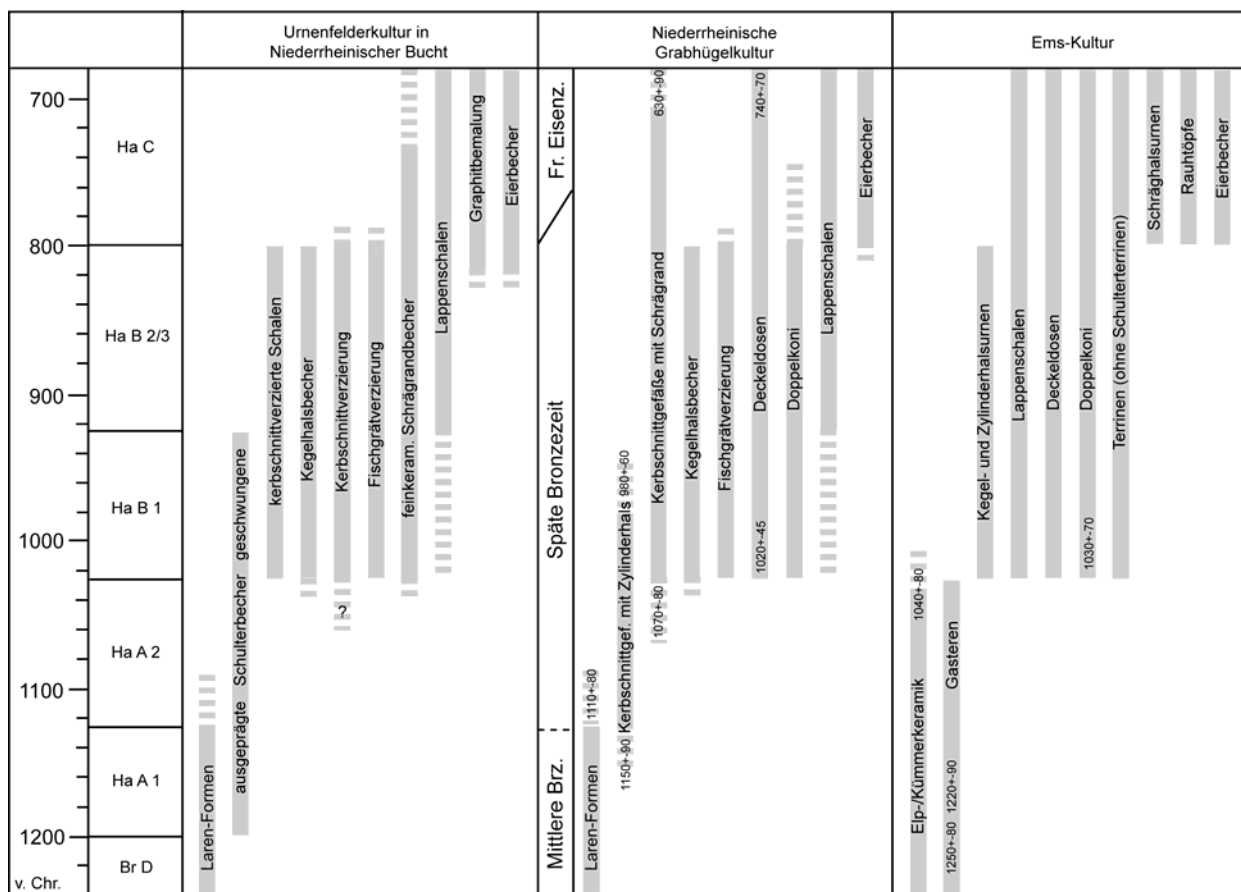 Urnenfelderkultur in
Niederrheinischer Bucht
Niederrheinische
Grabhügelkultur
Ems-Kultur
700
800
900
1000
1100
1200
v. Chr.
Ha C
Ha B 2/3
Ha B 1
Ha A 2
Ha A 1
Br D
Laren-Formen
ausgeprägte Schulterbecher geschwungene
kerbschnittverzierte Schalen
Kegelhalsbecher
Kerbschnittverzierung
?
Fischgrätverzierung
feinkeram. Schrägrandbecher
Lappenschalen
Graphitbemalung
Eierbecher
Mittlere Brz.
Späte Bronzezeit
Fr. Eisenz.
Laren-Formen
1110+-80
1150+-90
Kerbschnittgef. mit Zylinderhals
980+-60
1070+-80
Kerbschnittgefäße mit Schrägrand
630+-90
Kegelhalsbecher
Fischgrätverzierung
1020+-45
Deckeldosen
740+-70
Doppelkoni
Lappenschalen
Eierbecher
Elp-/Kümmerkeramik
1040+-80
1250+-80
1220+-90
Gasteren
Kegel- und Zylinderhalsurnen
Lappenschalen
Deckeldosen
1030+-70
Doppelkoni
Terrinen (ohne Schulterterrinen)
Schräghalsurnen
Rauhtöpfe
Eierbecher